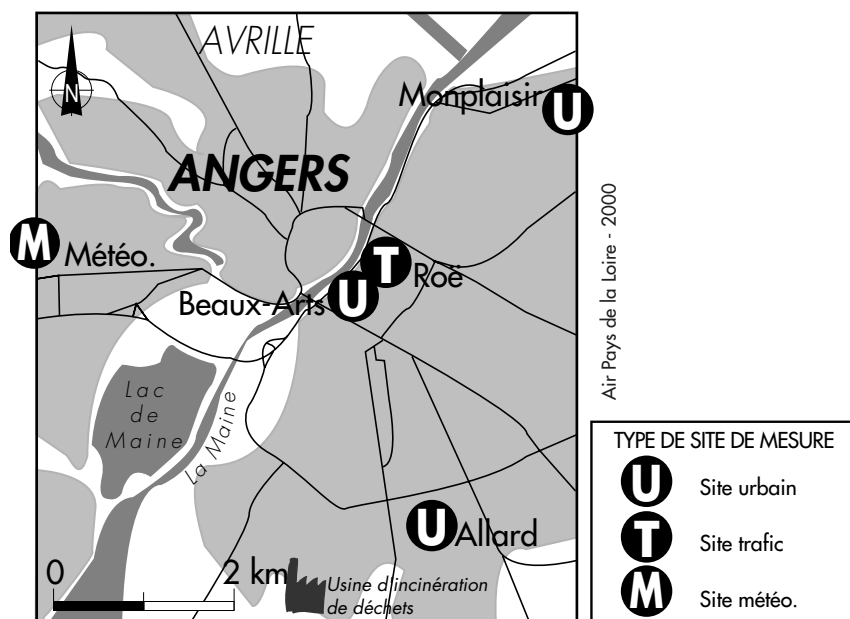 AVRILLE
N
Monplaisir
U
ANGERS
M
Météo.
T
Roë
Beaux-Arts
U
Air Pays de la Loire - 2000
Lac
de
Maine
La Maine
U
Allard
0 2 km
Usine d'incinération
de déchets
TYPE DE SITE DE MESURE
U Site urbain
T Site trafic
M Site météo.